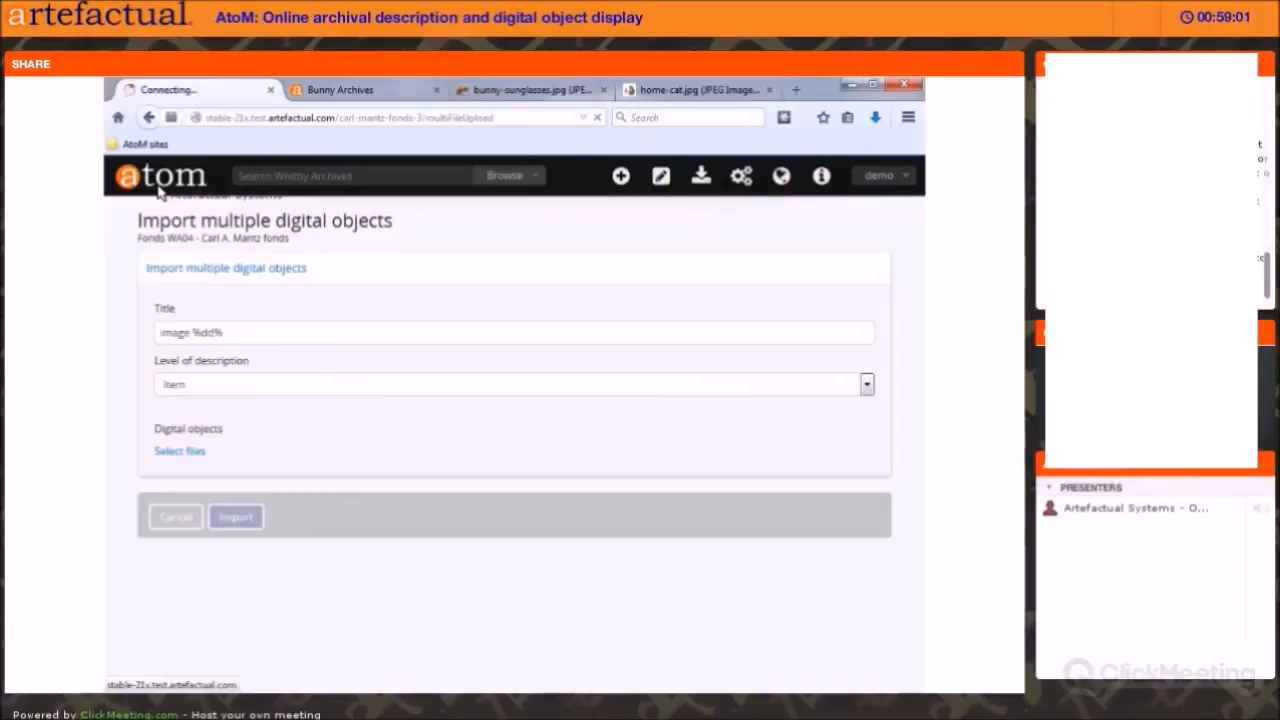 artefactual.
AtoM: Online archival description and digital object display
00:59:01
SHARE
Connecting...
Bunny Archives
bunny-sunglasses.jpg (JPE...
home-cat.jpg (JPEG Image...
stable-21x.test.artefactual.com/carl-mantz-fonds-3/multiFileUpload
Search
AtoM sites
atom
Search Whitby Archives
Browse
demo
Import multiple digital objects
Fonds WA04 - Carl A. Mantz fonds
Import multiple digital objects
Title
image %dd%
Level of description
Item
Digital objects
Select files
Cancel
Import
stable-21x.test.artefactual.com
PRESENTERS
Artefactual Systems - O...
ClickMeeting
Powered by ClickMeeting.com - Host your own meeting